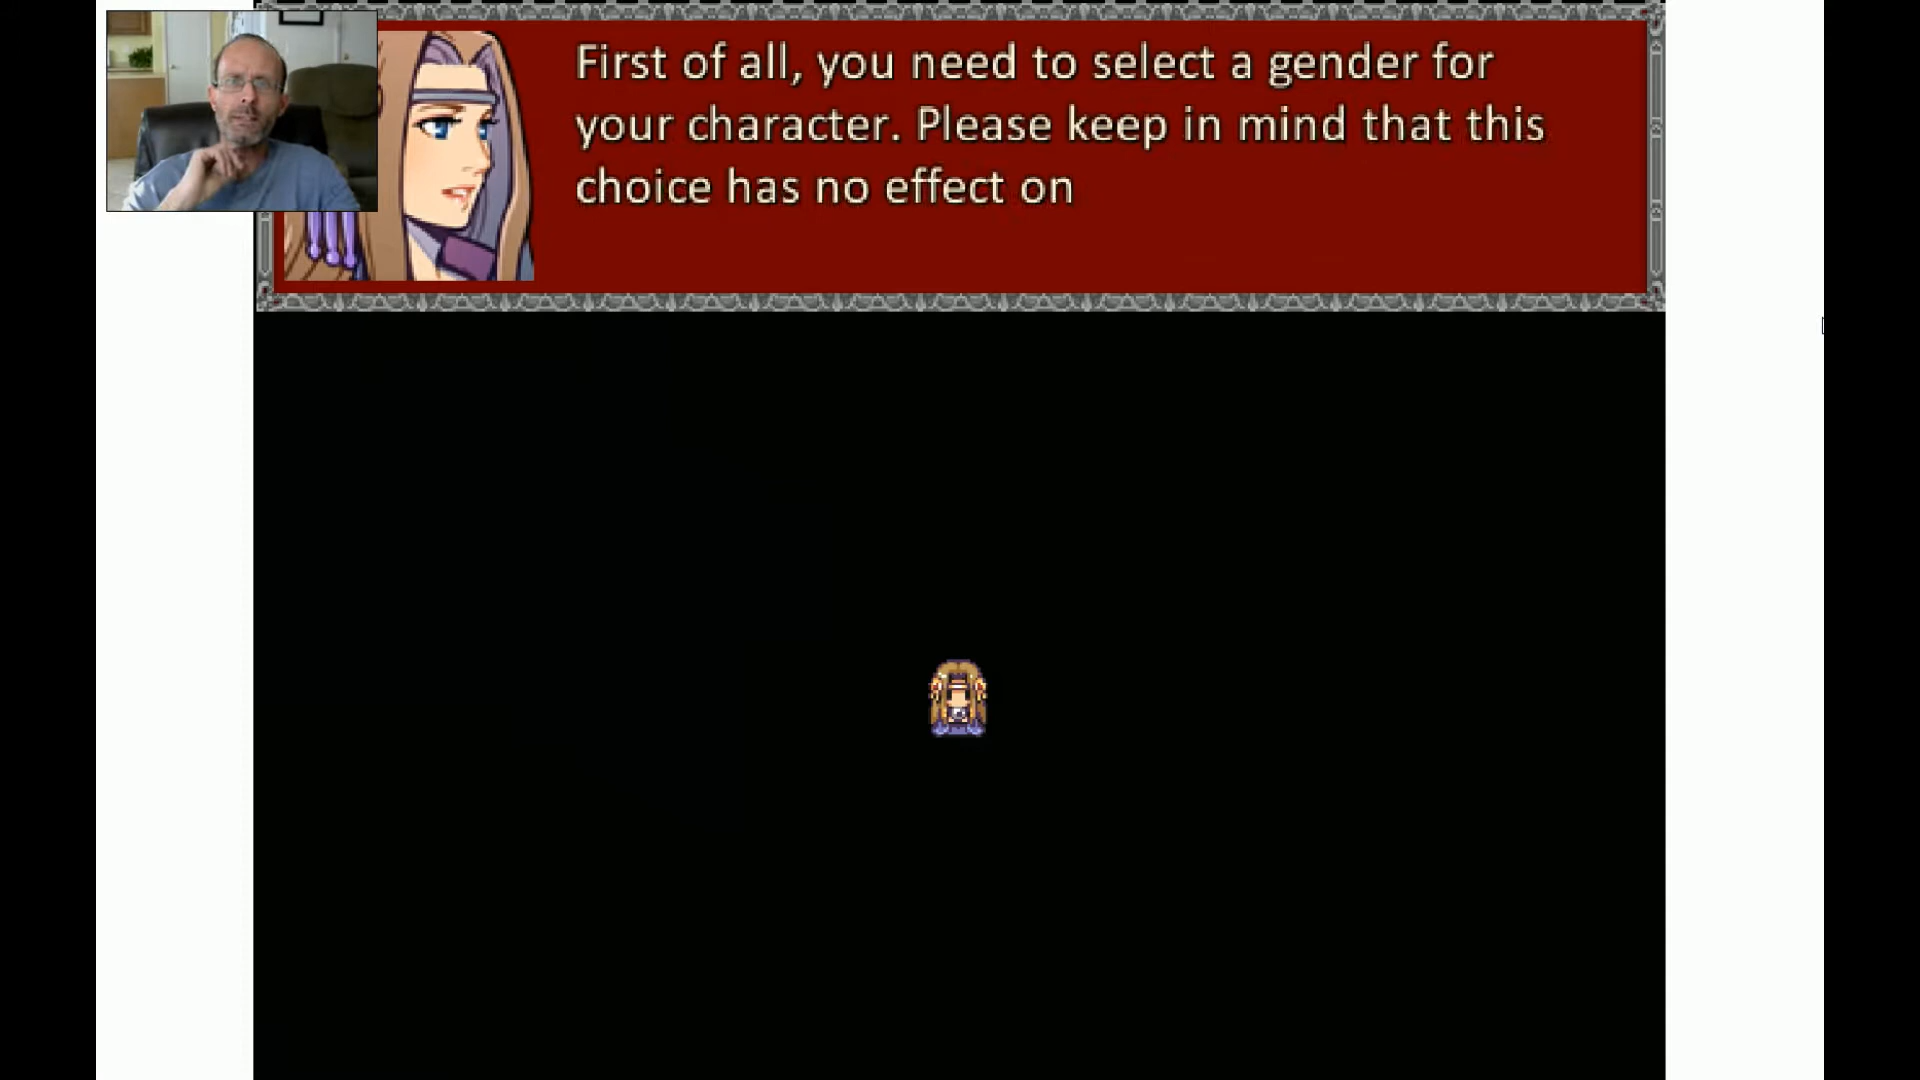 First of all, you need to select a gender for
your character. Please keep in mind that this
choice has no effect on